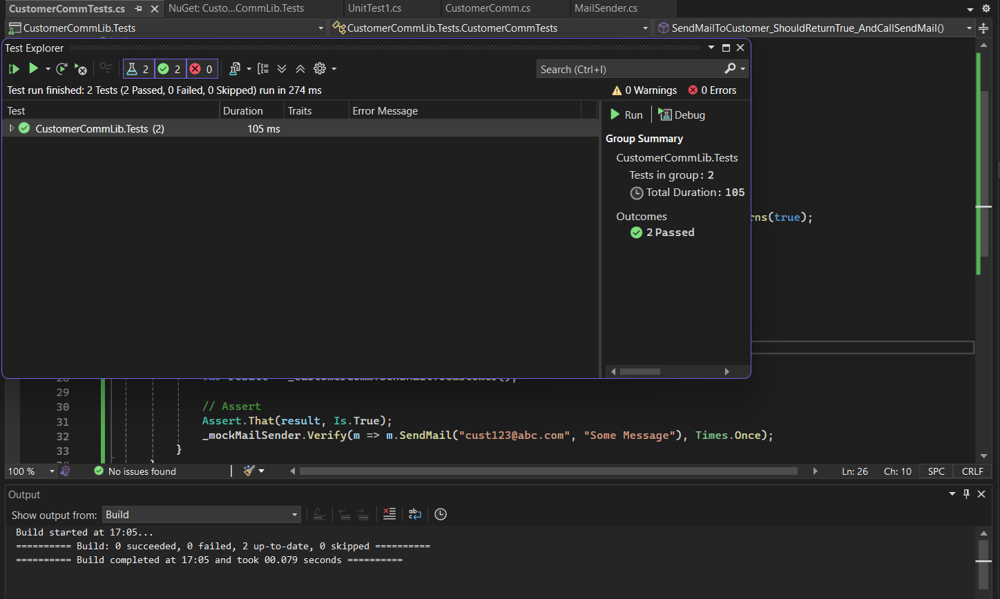 CustomerCommTests.cs NuGet: Custo...CommLib.Tests UnitTest1.cs CustomerComm.cs MailSender.cs
CustomerCommLib.Tests CustomerCommLib.Tests.CustomerCommTests SendMailToCustomer_ShouldReturnTrue_AndCallSendMail()
Test Explorer
2 2 0 Search (Ctrl+I)
Test run finished: 2 Tests (2 Passed, 0 Failed, 0 Skipped) run in 274 ms 0 Warnings 0 Errors
Test Duration Traits Error Message
Run Debug
CustomerCommLib.Tests (2) 105 ms
Group Summary
CustomerCommLib.Tests
Tests in group: 2
Total Duration: 105
Outcomes
2 Passed
rns(true);
29
30 // Assert
31 Assert.That(result, Is.True);
32 _mockMailSender.Verify(m => m.SendMail("cust123@abc.com", "Some Message"), Times.Once);
33 }
100 % No issues found Ln: 26 Ch: 10 SPC CRLF
Output
Show output from: Build
Build started at 17:05...
========== Build: 0 succeeded, 0 failed, 2 up-to-date, 0 skipped ==========
========== Build completed at 17:05 and took 00.079 seconds ==========